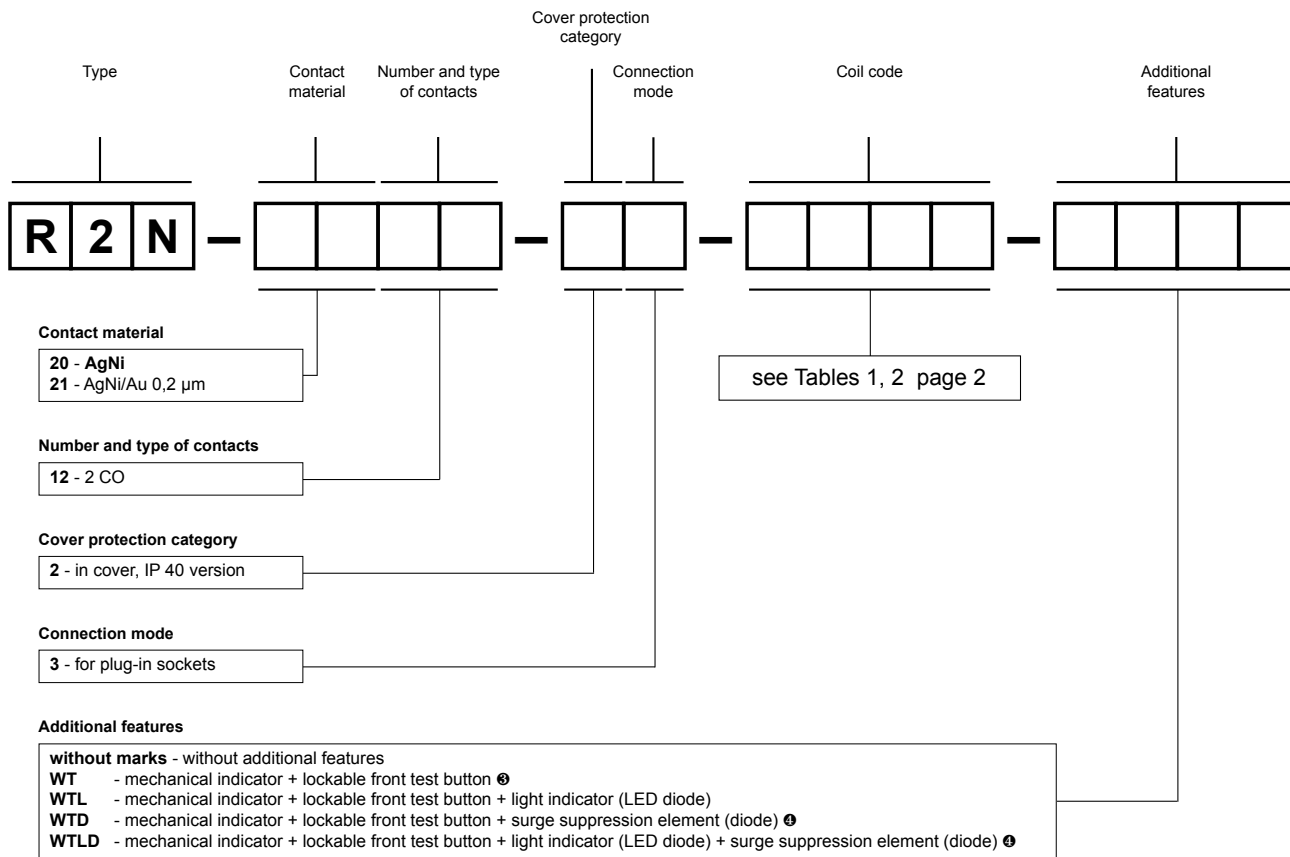 Cover protection
category
Type
Contact
material
Number and type
of contacts
Connection
mode
Coil code
Additional
features
R 2 N – – – –
Contact material
20 - AgNi
21 - AgNi/Au 0,2 μm
see Tables 1, 2 page 2
Number and type of contacts
12 - 2 CO
Cover protection category
2 - in cover, IP 40 version
Connection mode
3 - for plug-in sockets
Additional features
without marks - without additional features
WT - mechanical indicator + lockable front test button ❸
WTL - mechanical indicator + lockable front test button + light indicator (LED diode)
WTD - mechanical indicator + lockable front test button + surge suppression element (diode) ❹
WTLD - mechanical indicator + lockable front test button + light indicator (LED diode) + surge suppression element (diode) ❹